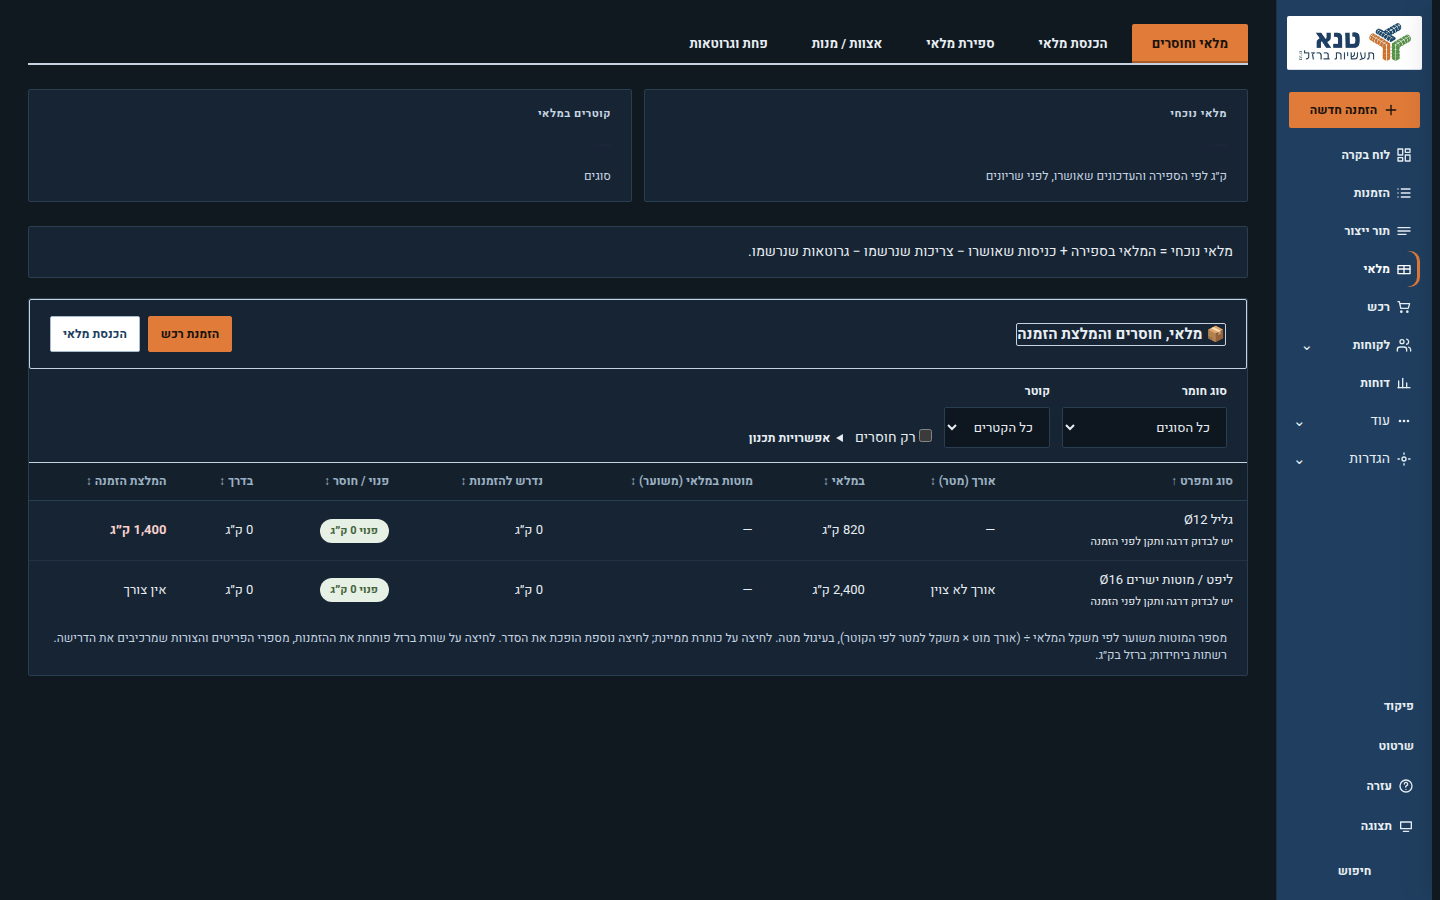 טנא
תעשיות ברזל
הזמנה חדשה
לוח בקרה
הזמנות
תור ייצור
מלאי
רכש
לקוחות
דוחות
עוד
הגדרות
פיקוד
שרטוט
עזרה
תצוגה
חיפוש
מלאי וחוסרים
הכנסת מלאי
ספירת מלאי
אצוות / מנות
פחת וגרוטאות
מלאי נוכחי
ק״ג לפי הספירה והעדכונים שאושרו, לפני שריונים
קוטרים במלאי
סוגים
מלאי נוכחי = המלאי בספירה + כניסות שאושרו − צריכות שנרשמו − גרוטאות שנרשמו.
📦 מלאי, חוסרים והמלצת הזמנה
הזמנת רכש
הכנסת מלאי
סוג חומר
קוטר
כל הסוגים
כל הקטרים
רק חוסרים
◄ אפשרויות תכנון
סוג ומפרט ↑
אורך (מטר) ↕
במלאי ↕
מוטות במלאי (משוער) ↕
נדרש להזמנות ↕
פנוי / חוסר ↕
בדרך ↕
המלצת הזמנה ↕
גליל Ø12
יש לבדוק דרגה ותקן לפני הזמנה
—
820 ק״ג
—
0 ק״ג
פנוי 0 ק״ג
0 ק״ג
1,400 ק״ג
ליפט / מוטות ישרים Ø16
יש לבדוק דרגה ותקן לפני הזמנה
אורך לא צוין
2,400 ק״ג
—
0 ק״ג
פנוי 0 ק״ג
0 ק״ג
אין צורך
מספר המוטות משוער לפי משקל המלאי ÷ (אורך מוט × משקל למטר לפי הקוטר), בעיגול מטה. לחיצה על כותרת ממיינת; לחיצה נוספת הופכת את הסדר. לחיצה על שורת ברזל פותחת את ההזמנות, מספרי הפריטים והצורות שמרכיבים את הדרישה.
רשתות ביחידות; ברזל בק״ג.